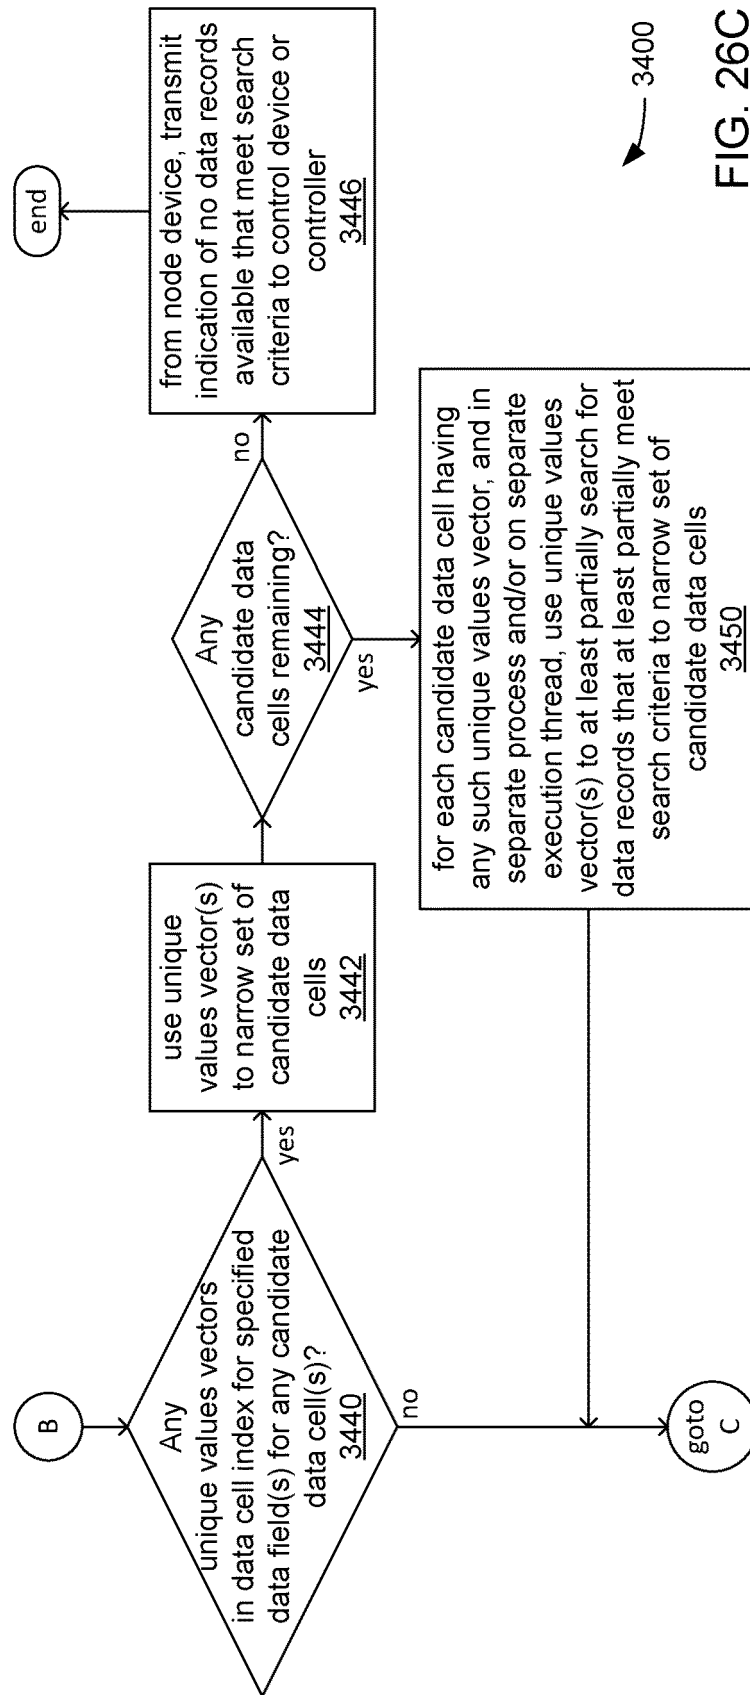 B
Any
unique values vectors
in data cell index for specified
data field(s) for any candidate
data cell(s)?
3440
yes
no
use unique
values vector(s)
to narrow set of
candidate data
cells
3442
Any
candidate data
cells remaining?
3444
no
yes
from node device, transmit
indication of no data records
available that meet search
criteria to control device or
controller
3446
end
for each candidate data cell having
any such unique values vector, and in
separate process and/or on separate
execution thread, use unique values
vector(s) to at least partially search for
data records that at least partially meet
search criteria to narrow set of
candidate data cells
3450
goto
C
3400
FIG. 26C